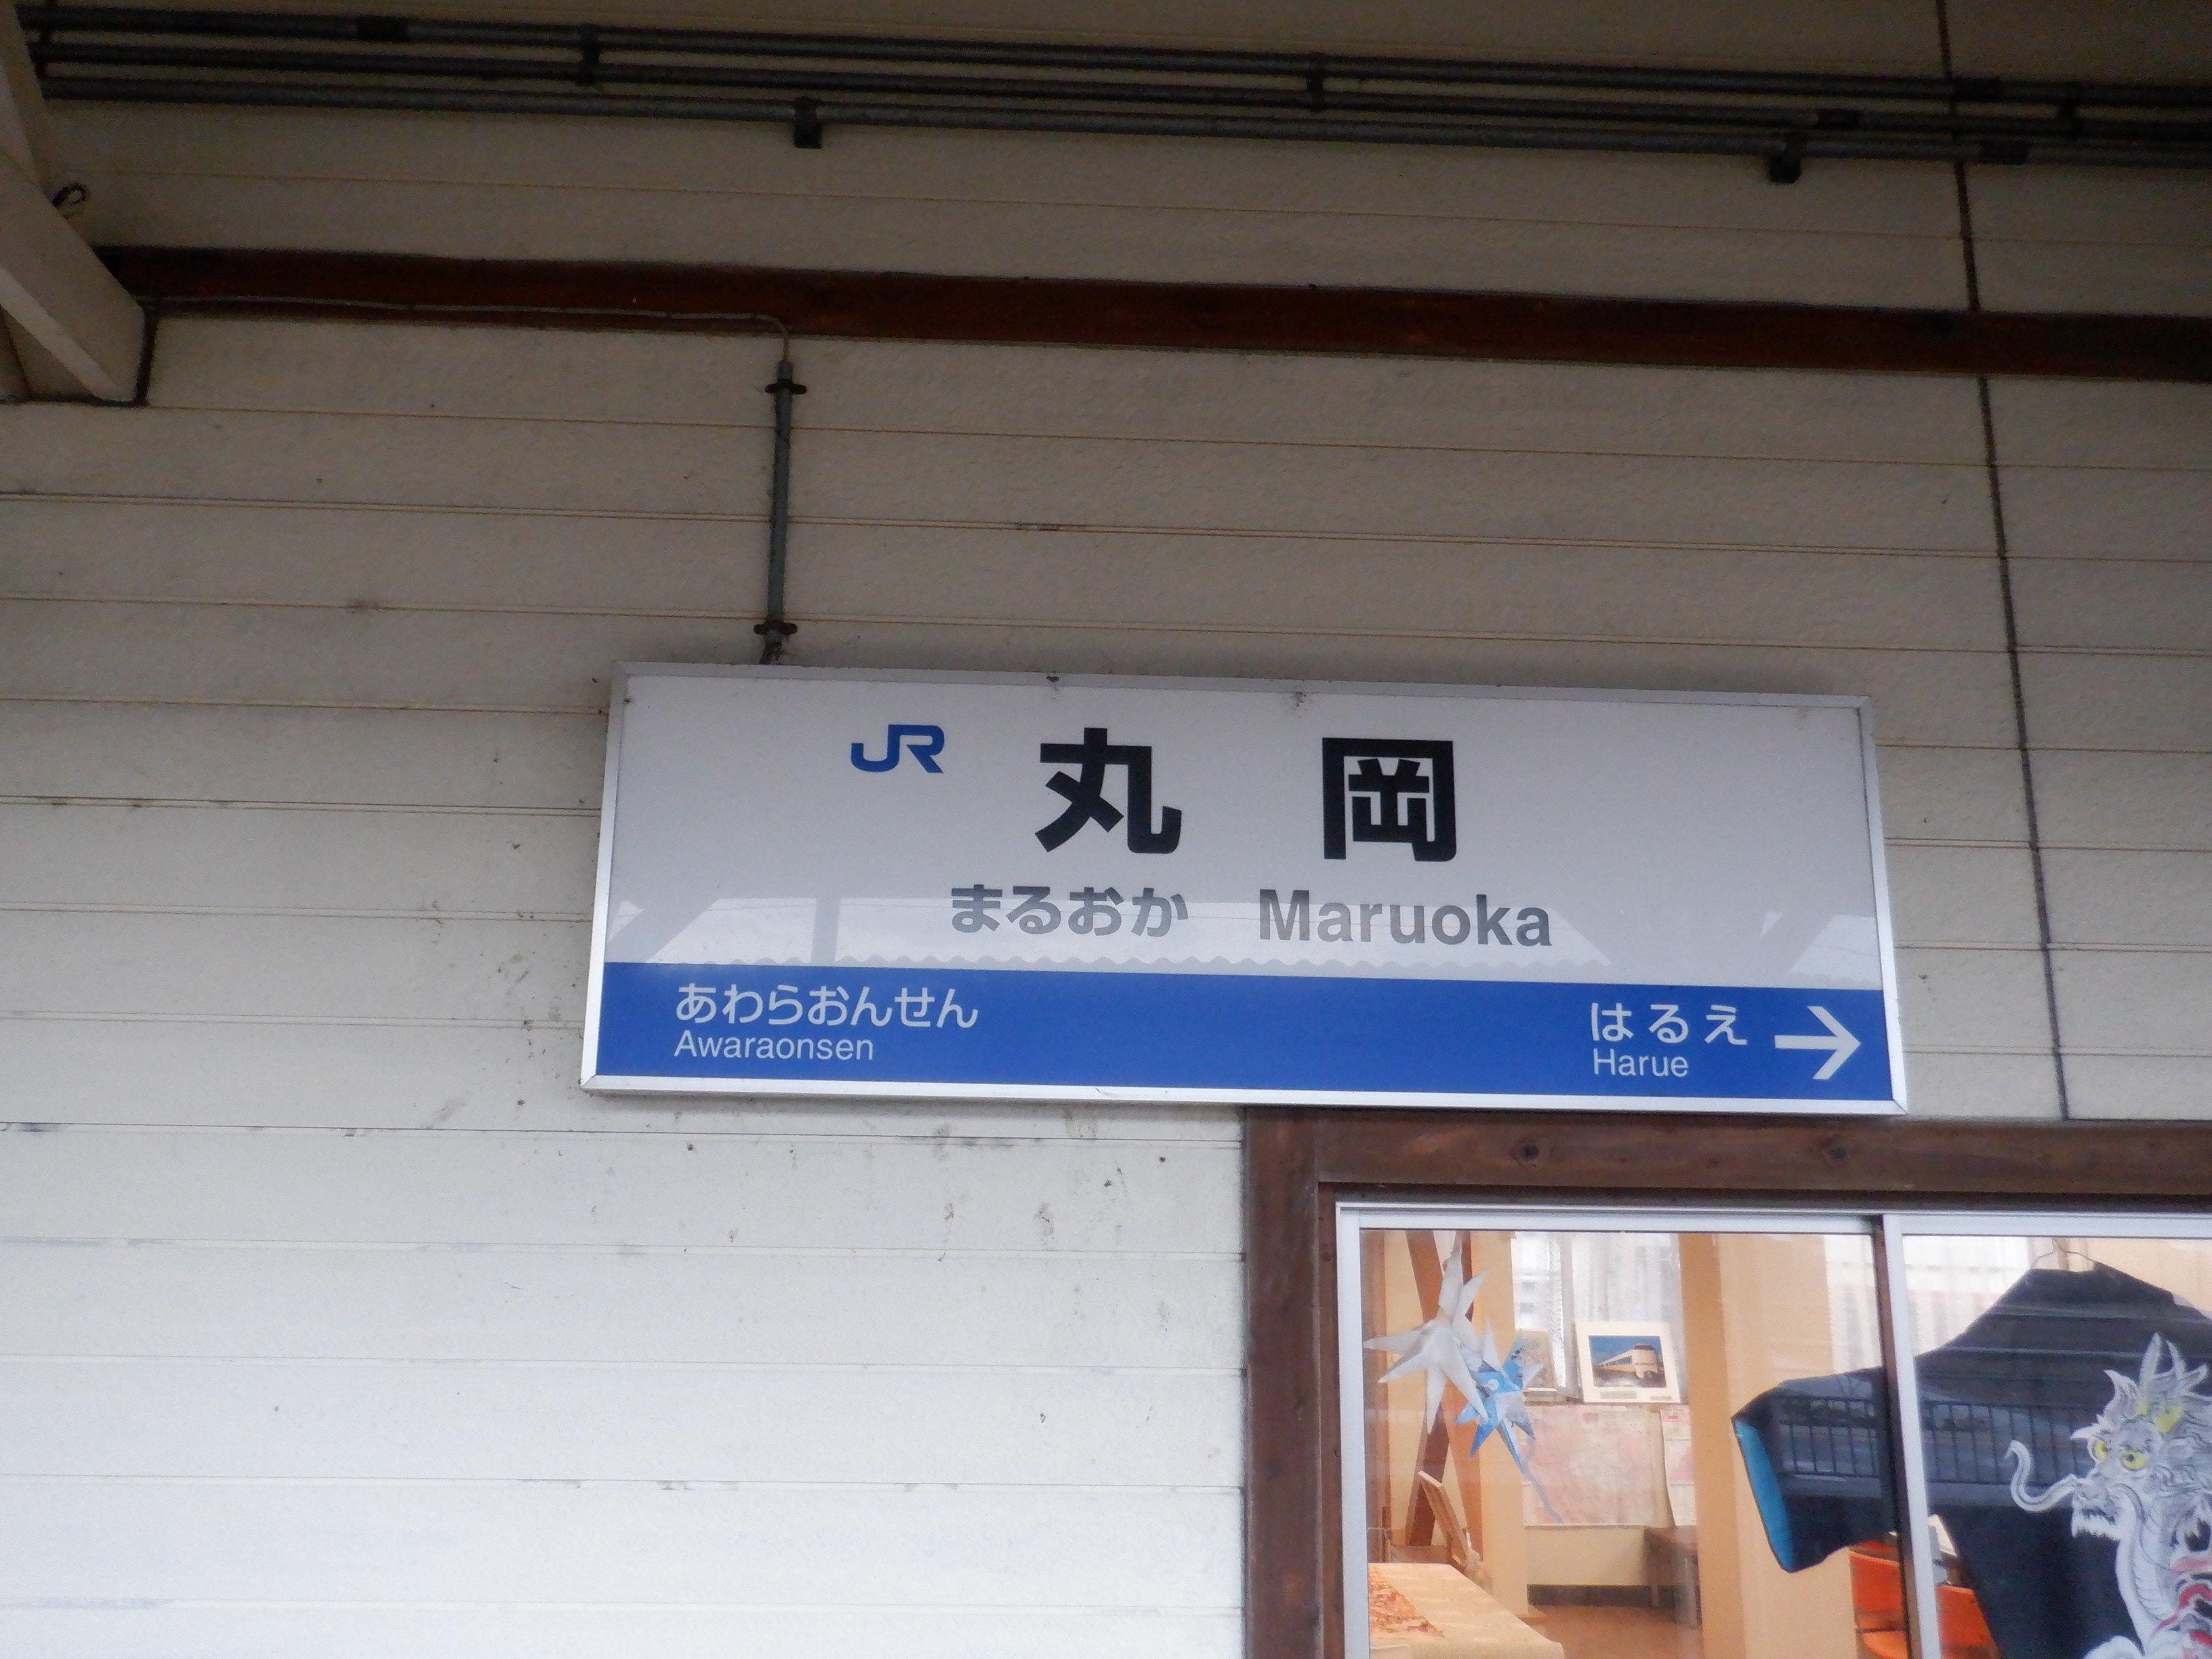 JR 丸岡
まるおか Maruoka
あわらおんせん はるえ →
Awaraonsen Harue